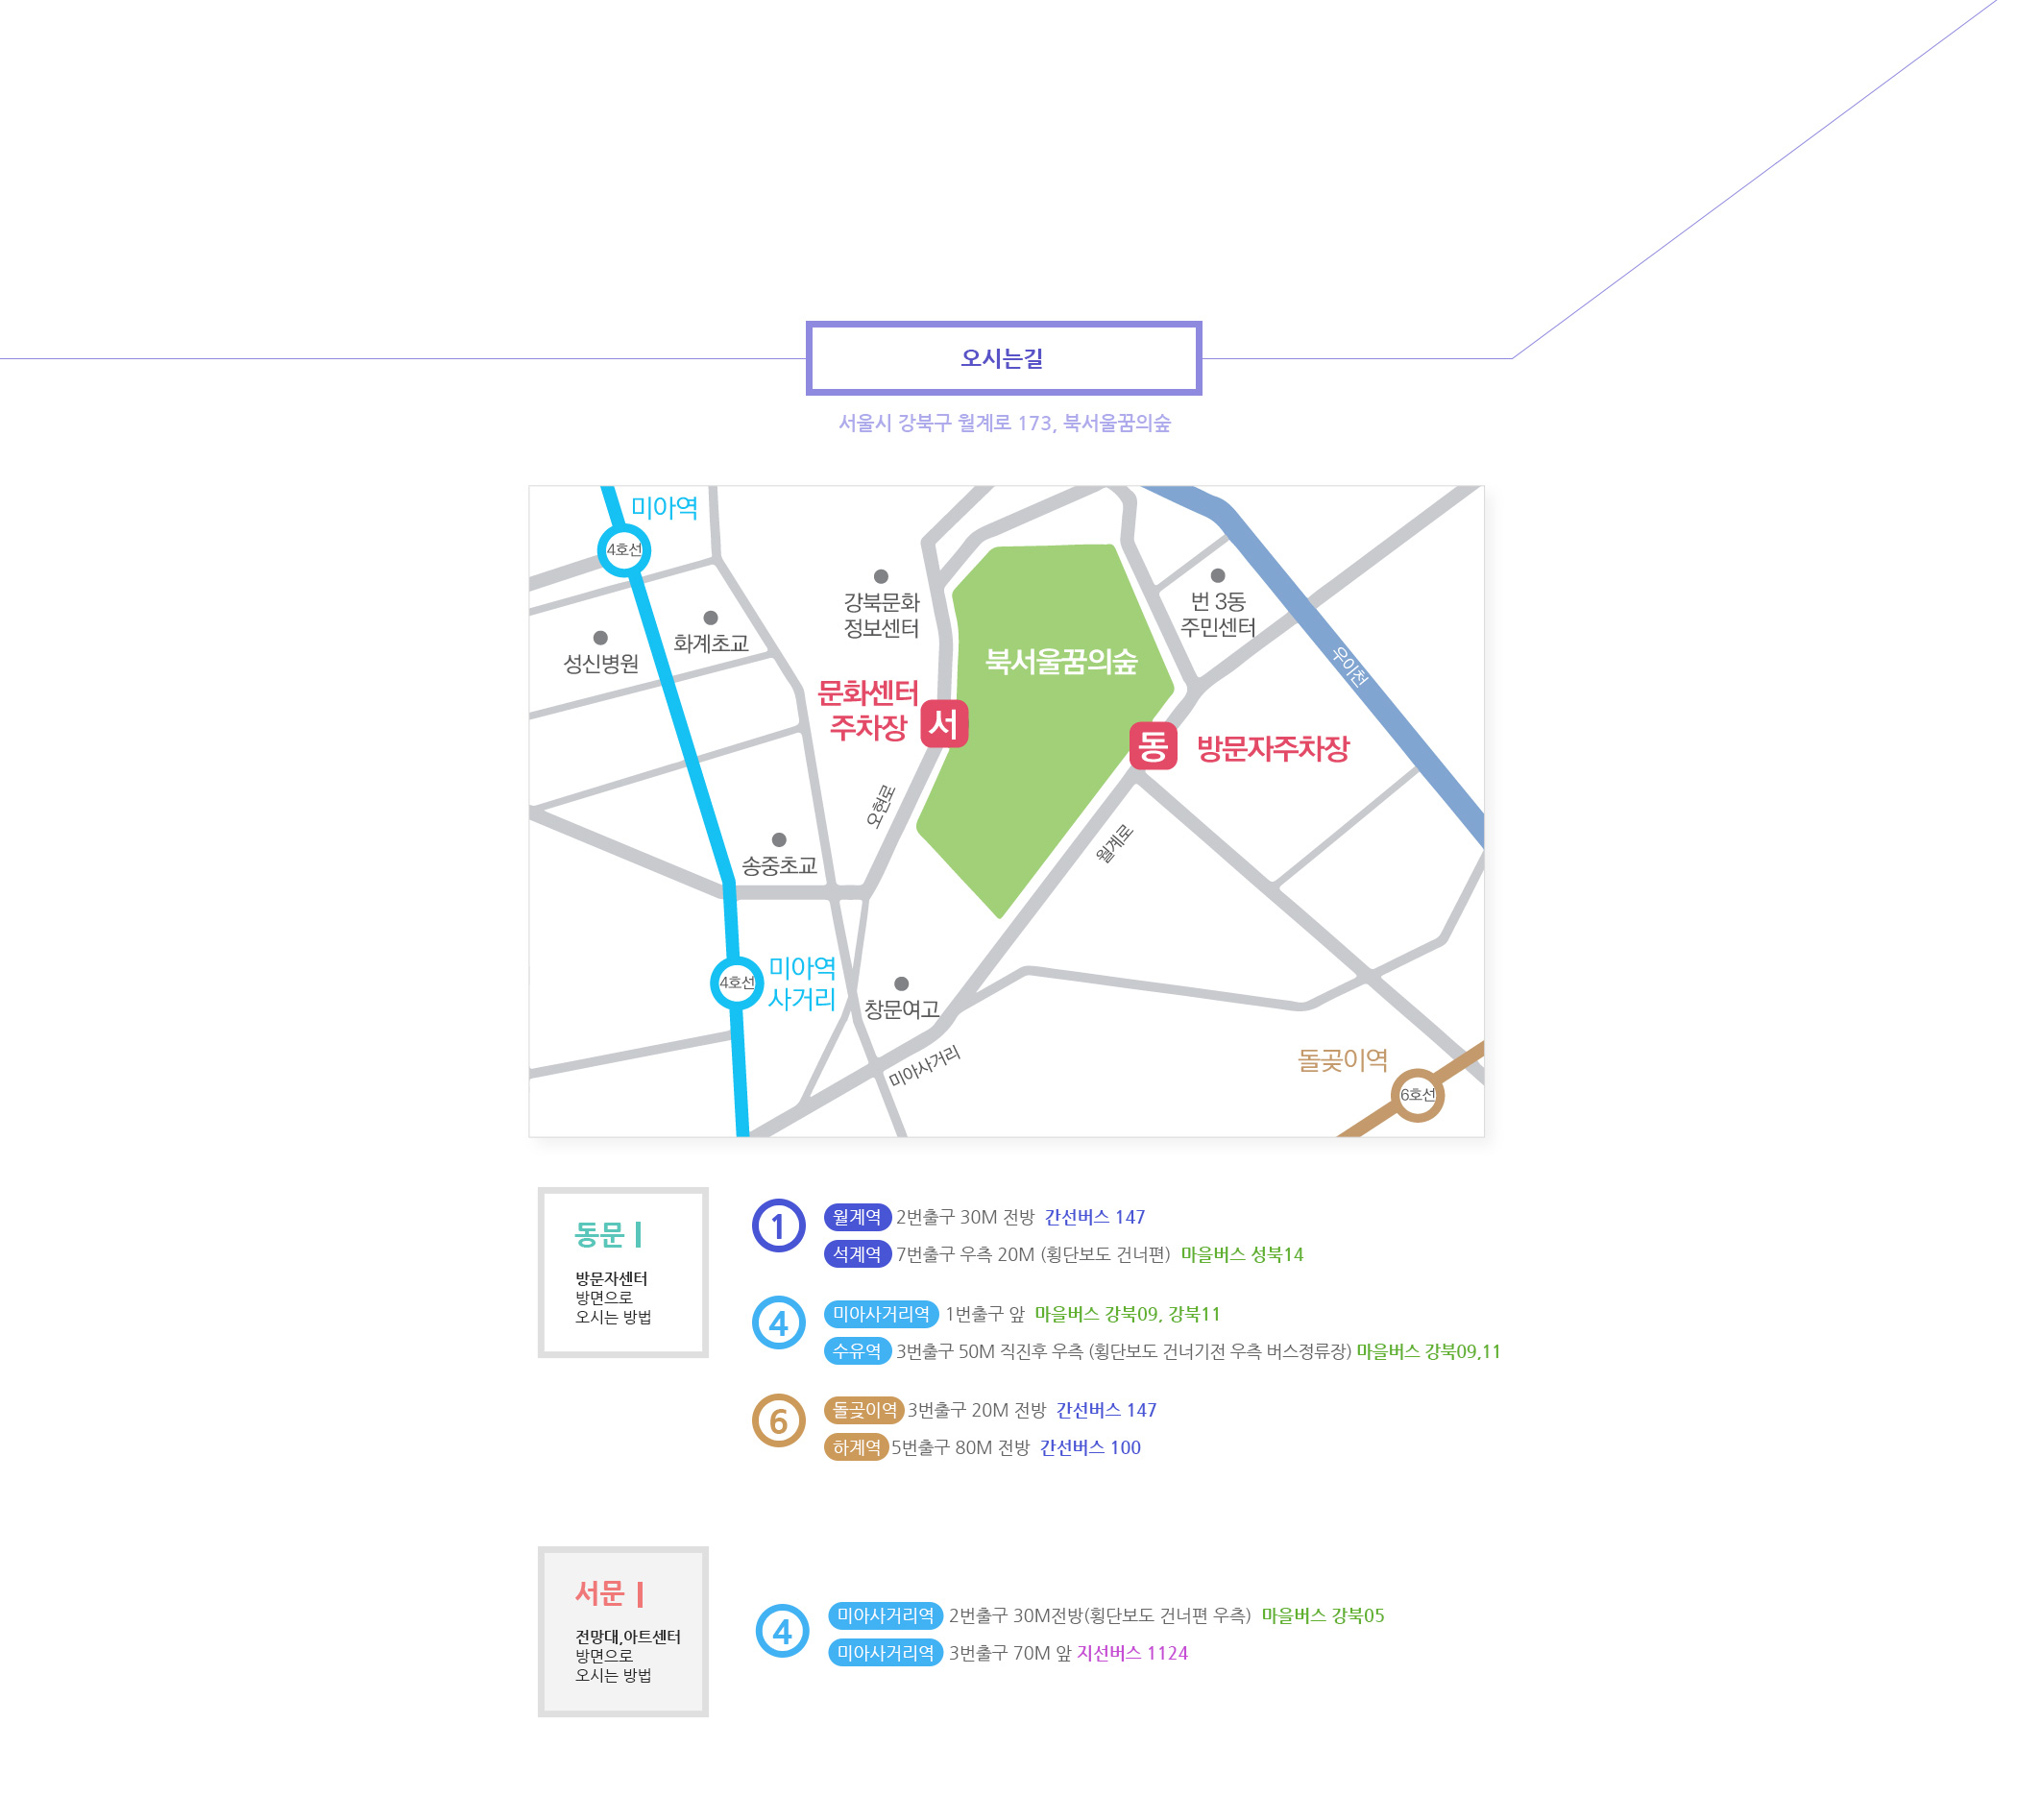 오시는길
서울시 강북구 월계로 173, 북서울꿈의숲
미아역
4호선
강북문화
정보센터
번 3동
주민센터
화계초교
성신병원
북서울꿈의숲
우이천
문화센터
주차장
서
동
방문자주차장
오현로
월계로
송중초교
미아역
사거리
4호선
창문여고
미아사거리
돌곶이역
6호선
동문
방문자센터
방면으로
오시는 방법
1
월계역 2번출구 30M 전방 간선버스 147
석계역 7번출구 우측 20M (횡단보도 건너편) 마을버스 성북14
4
미아사거리역 1번출구 앞 마을버스 강북09, 강북11
수유역 3번출구 50M 직진후 우측 (횡단보도 건너기전 우측 버스정류장) 마을버스 강북09,11
6
돌곶이역 3번출구 20M 전방 간선버스 147
하계역 5번출구 80M 전방 간선버스 100
서문
전망대,아트센터
방면으로
오시는 방법
4
미아사거리역 2번출구 30M전방(횡단보도 건너편 우측) 마을버스 강북05
미아사거리역 3번출구 70M 앞 지선버스 1124